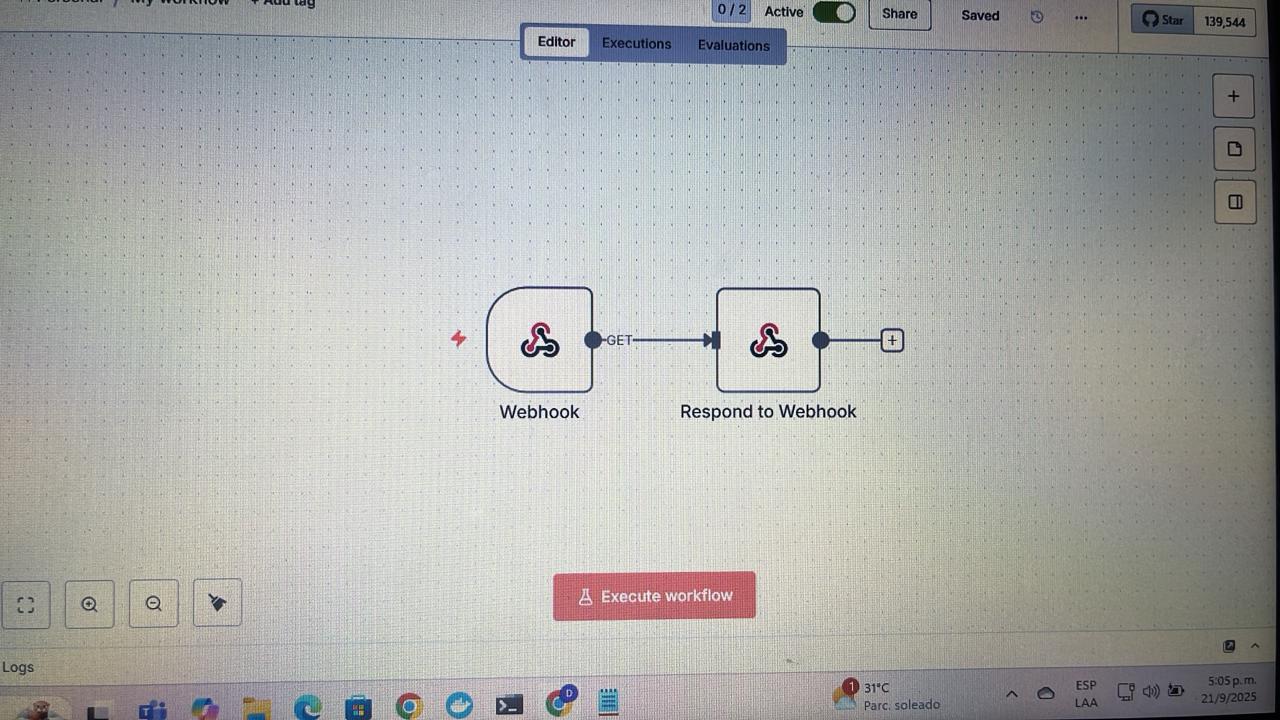 Personal / My workflow + Add tag
0 / 2 Active Share Saved ... Star 139,544
Editor Executions Evaluations
GET
Webhook Respond to Webhook
Execute workflow
Logs
D
1 31°C
Parc. soleado
ESP
LAA
5:05 p.m.
21/9/2025